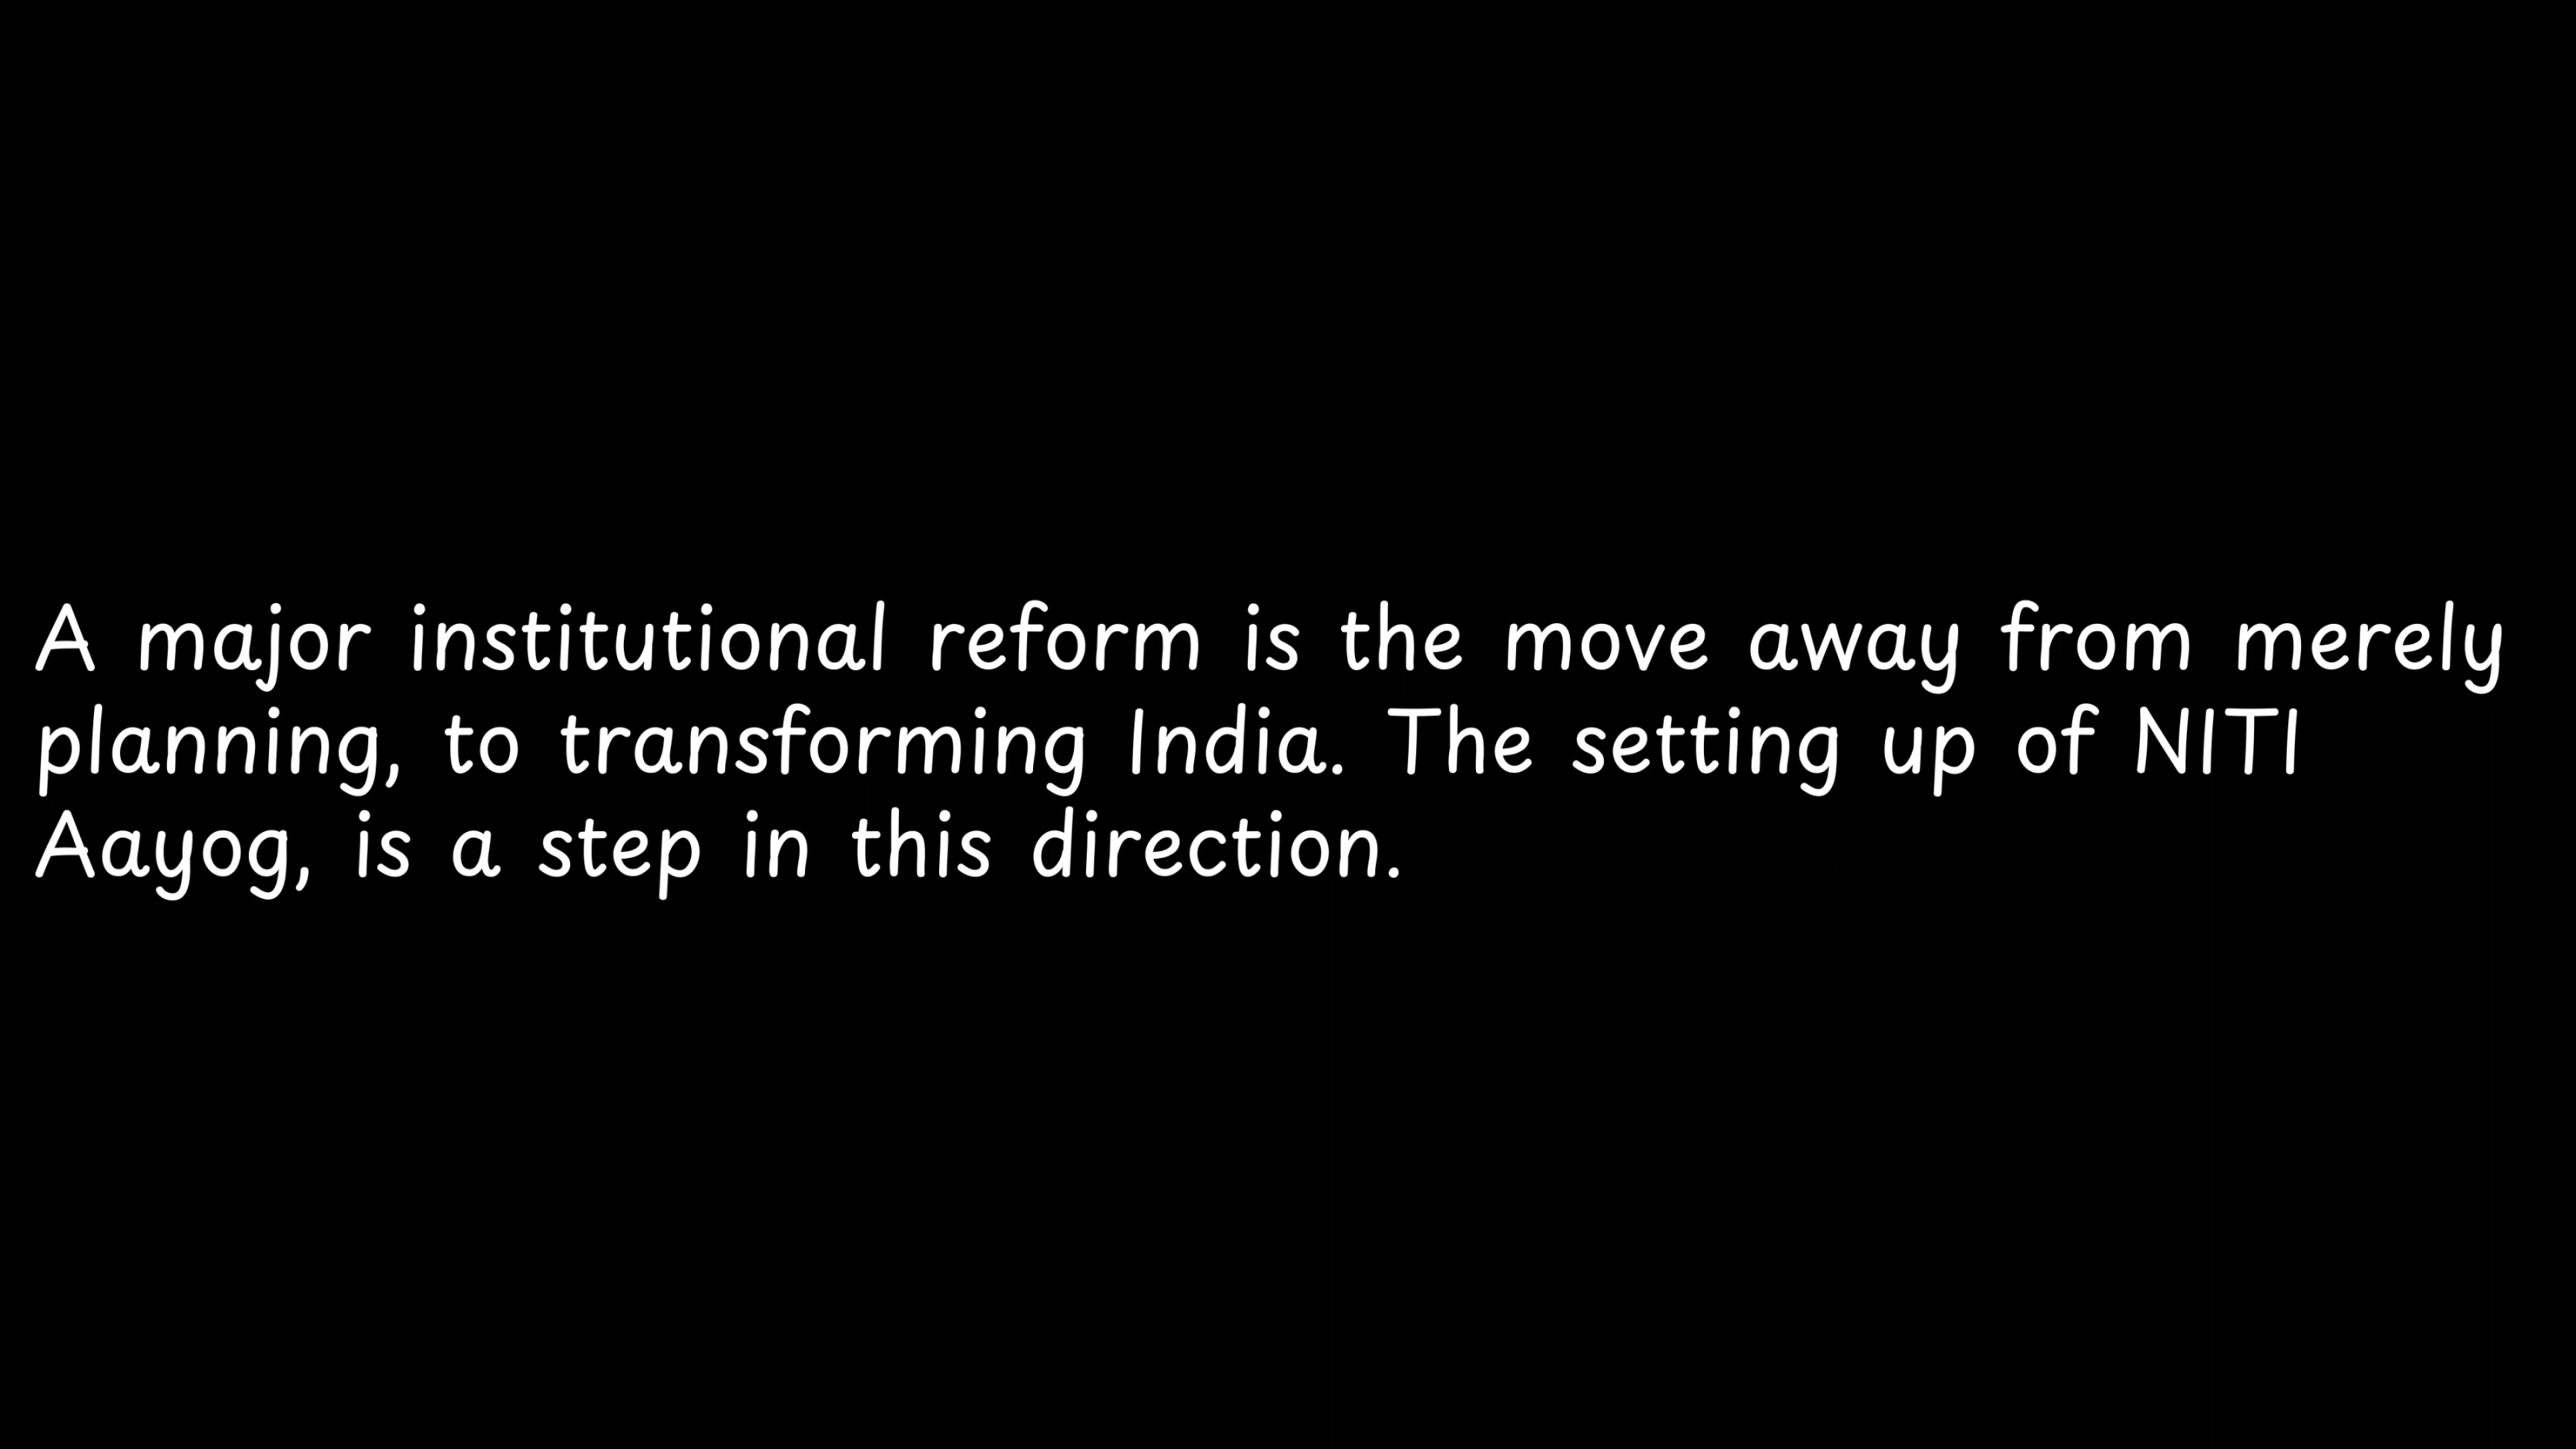 A major institutional reform is the move away from merely
planning, to transforming India. The setting up of NITI
Aayog, is a step in this direction.